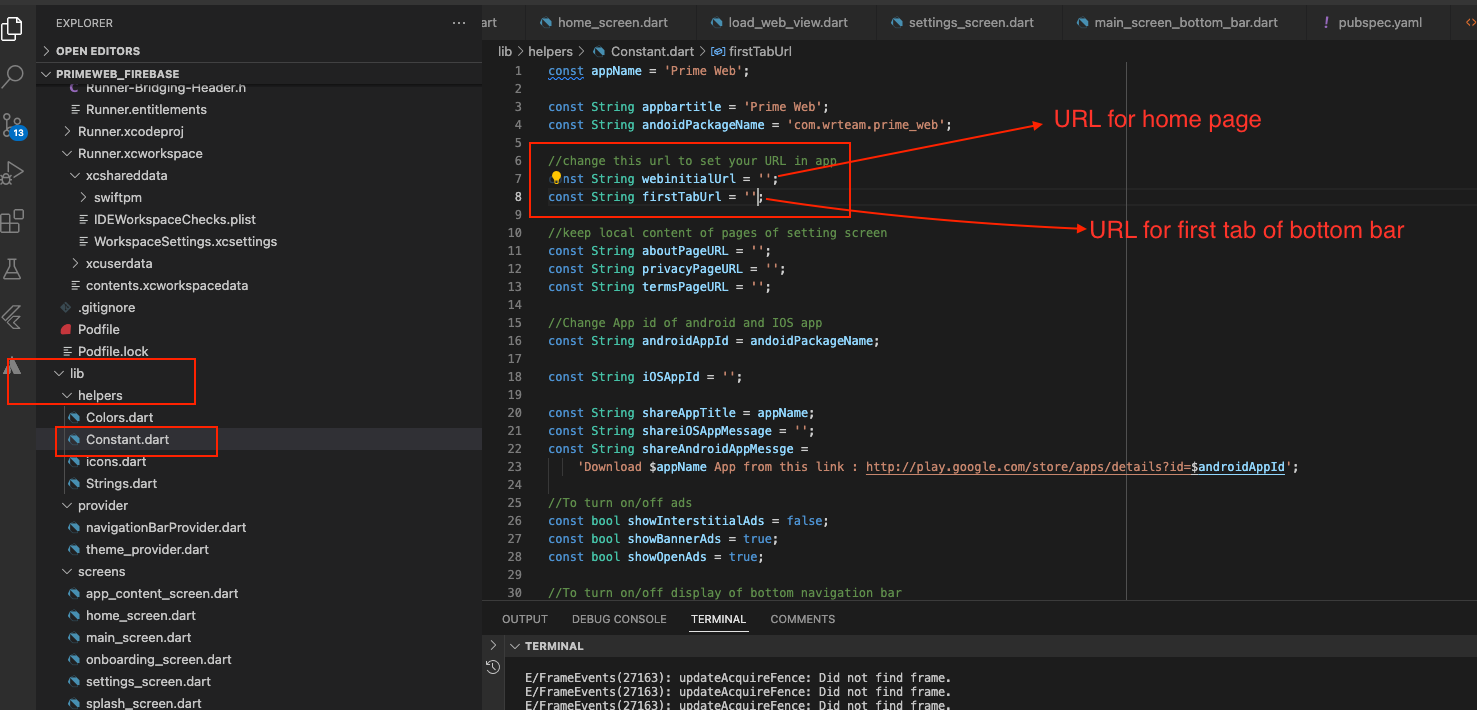 EXPLORER
···
OPEN EDITORS
PRIMEWEB_FIREBASE
Runner-Bridging-Header.h
Runner.entitlements
Runner.xcodeproj
Runner.xcworkspace
xcshareddata
swiftpm
IDEWorkspaceChecks.plist
WorkspaceSettings.xcsettings
xcuserdata
contents.xcworkspacedata
.gitignore
Podfile
Podfile.lock
lib
helpers
Colors.dart
Constant.dart
icons.dart
Strings.dart
provider
navigationBarProvider.dart
theme_provider.dart
screens
app_content_screen.dart
home_screen.dart
main_screen.dart
onboarding_screen.dart
settings_screen.dart
splash_screen.dart
13
art home_screen.dart load_web_view.dart settings_screen.dart main_screen_bottom_bar.dart ! pubspec.yaml
lib > helpers > Constant.dart > firstTabUrl
1 const appName = 'Prime Web';
2
3 const String appbartitle = 'Prime Web';
4 const String andoidPackageName = 'com.wrteam.prime_web';
5
6 //change this url to set your URL in app
7 nst String webinitialUrl = '';
8 const String firstTabUrl = '';
9
10 //keep local content of pages of setting screen
11 const String aboutPageURL = '';
12 const String privacyPageURL = '';
13 const String termsPageURL = '';
14
15 //Change App id of android and IOS app
16 const String androidAppId = andoidPackageName;
17
18 const String iOSAppId = '';
19
20 const String shareAppTitle = appName;
21 const String shareiOSAppMessage = '';
22 const String shareAndroidAppMessge =
23 'Download $appName App from this link : http://play.google.com/store/apps/details?id=$androidAppId';
24
25 //To turn on/off ads
26 const bool showInterstitialAds = false;
27 const bool showBannerAds = true;
28 const bool showOpenAds = true;
29
30 //To turn on/off display of bottom navigation bar
URL for home page
URL for first tab of bottom bar
OUTPUT DEBUG CONSOLE TERMINAL COMMENTS
TERMINAL
E/FrameEvents(27163): updateAcquireFence: Did not find frame.
E/FrameEvents(27163): updateAcquireFence: Did not find frame.
E/FrameEvents(27163): updateAcquireFence: Did not find frame.